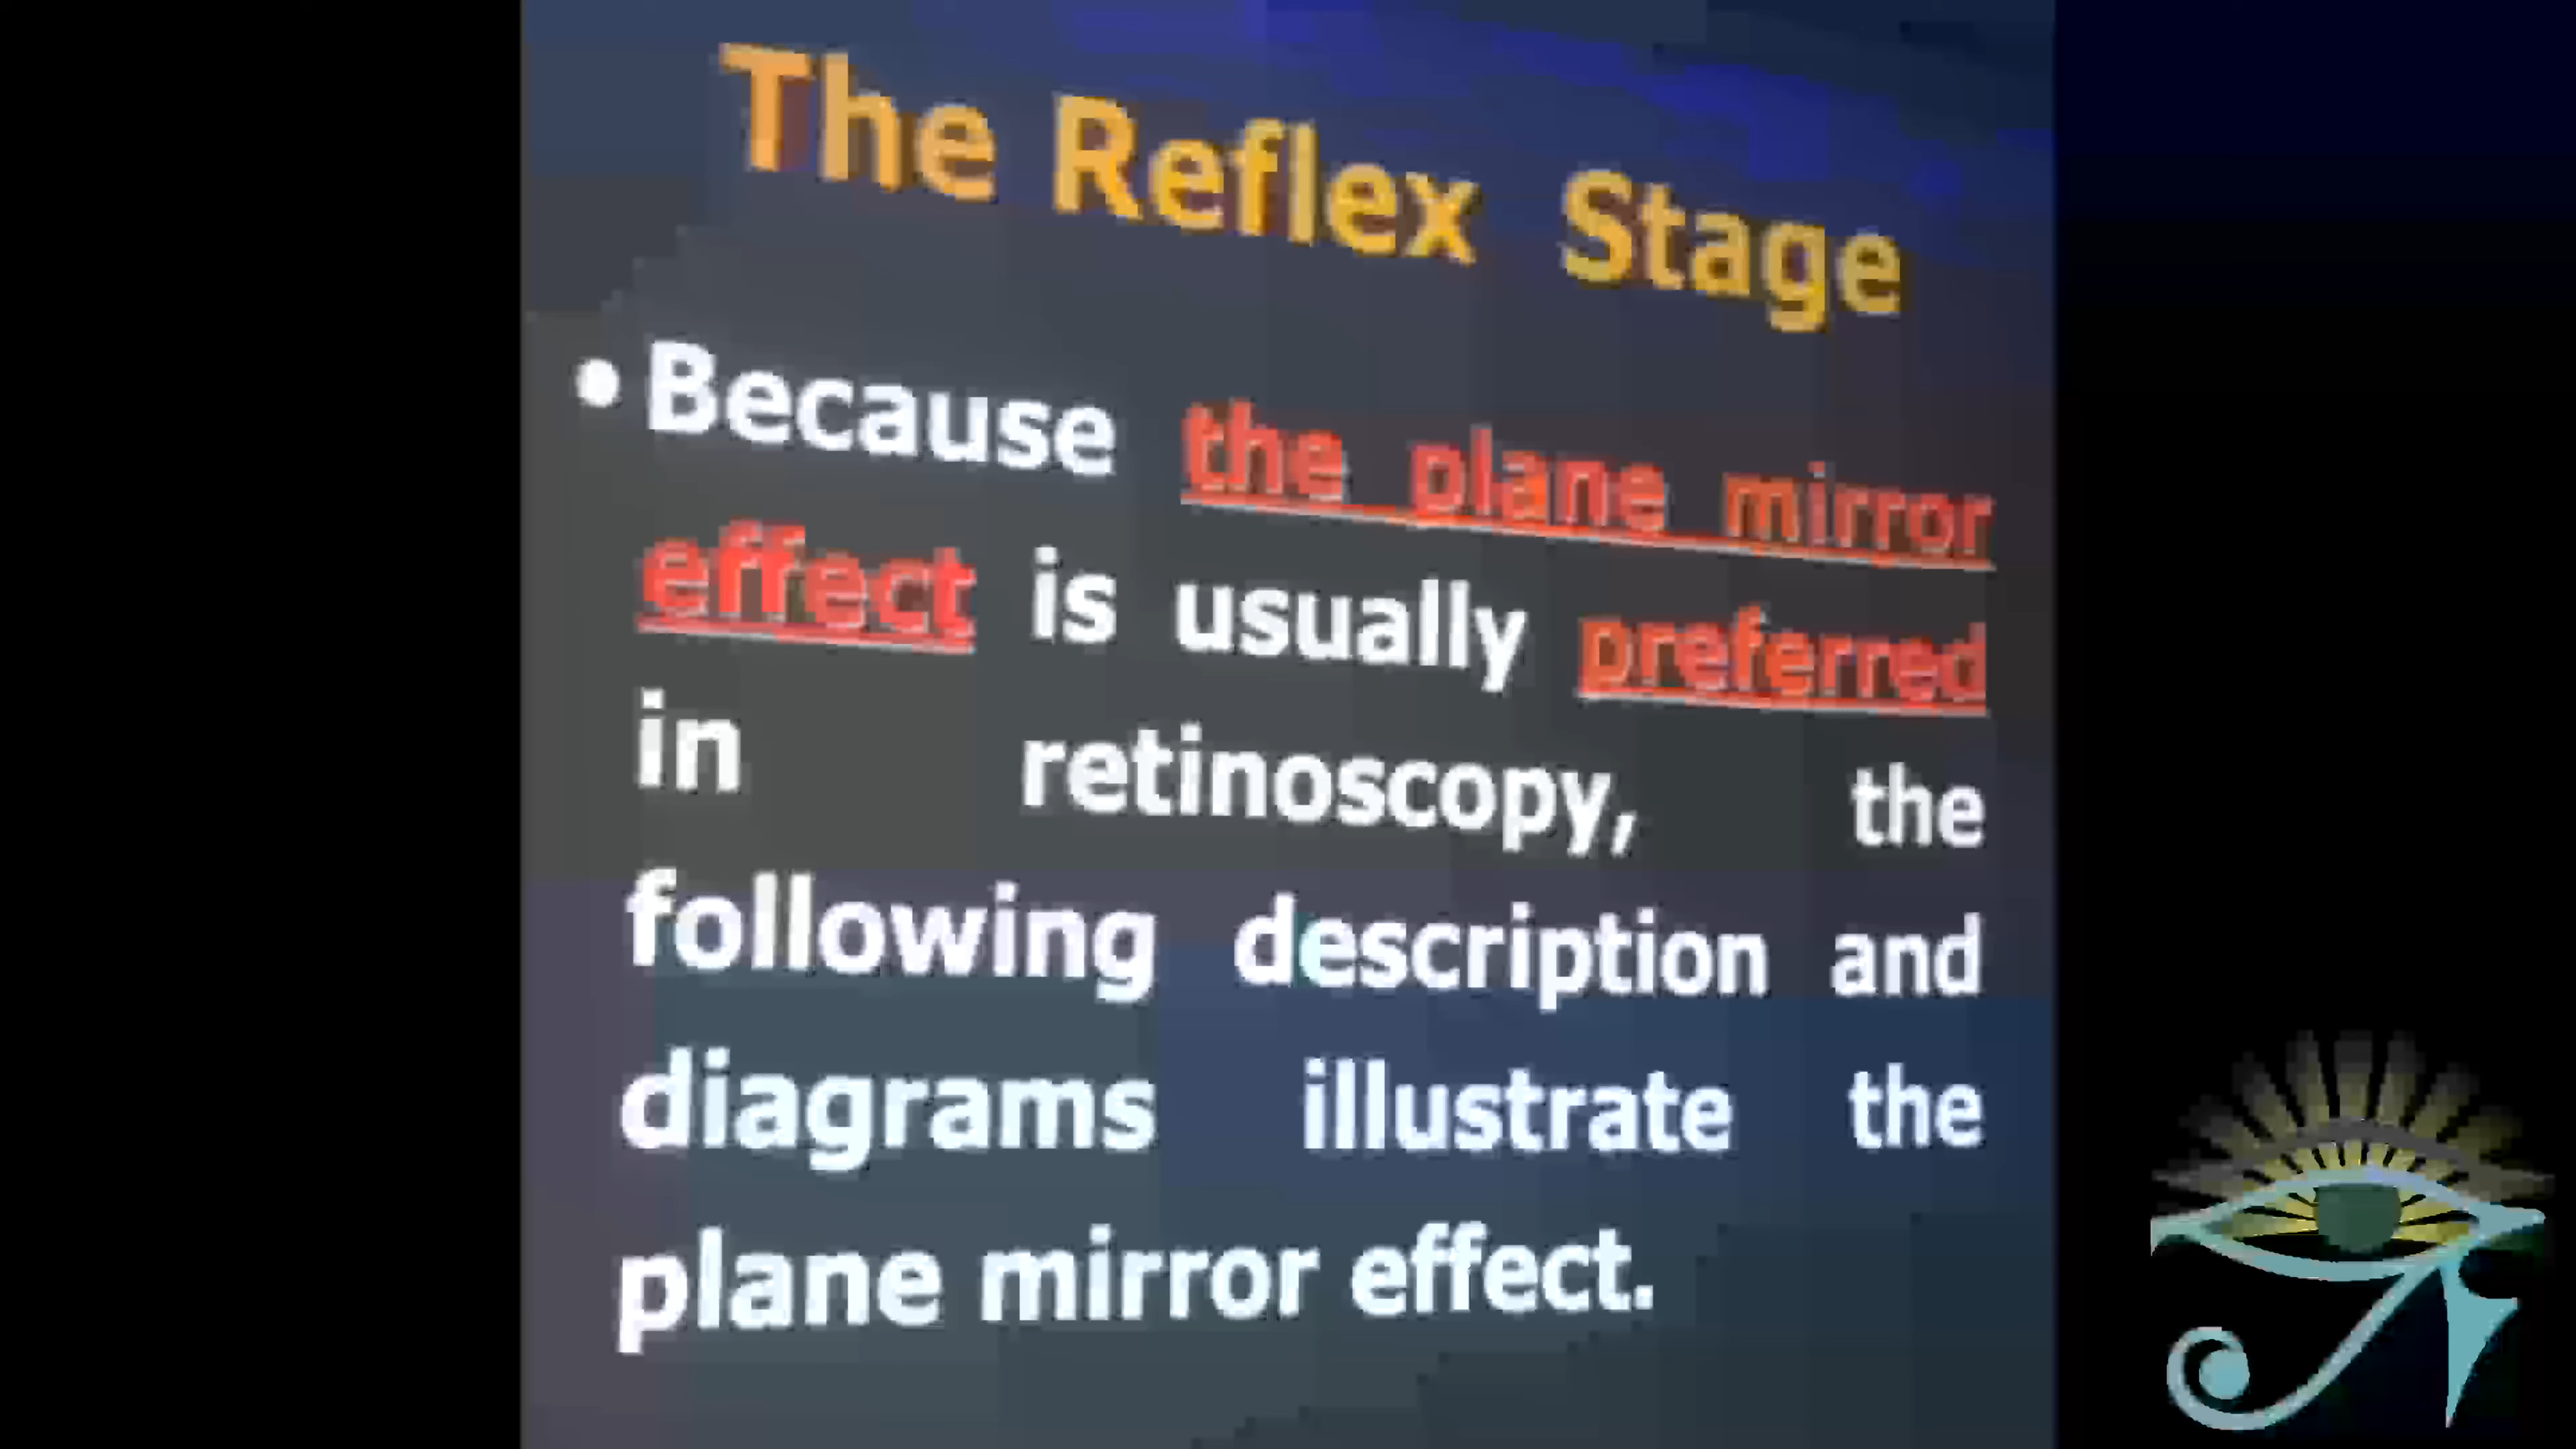 The Reflex Stage
• Because the plane mirror
effect is usually preferred
in retinoscopy, the
following description and
diagrams illustrate the
plane mirror effect.